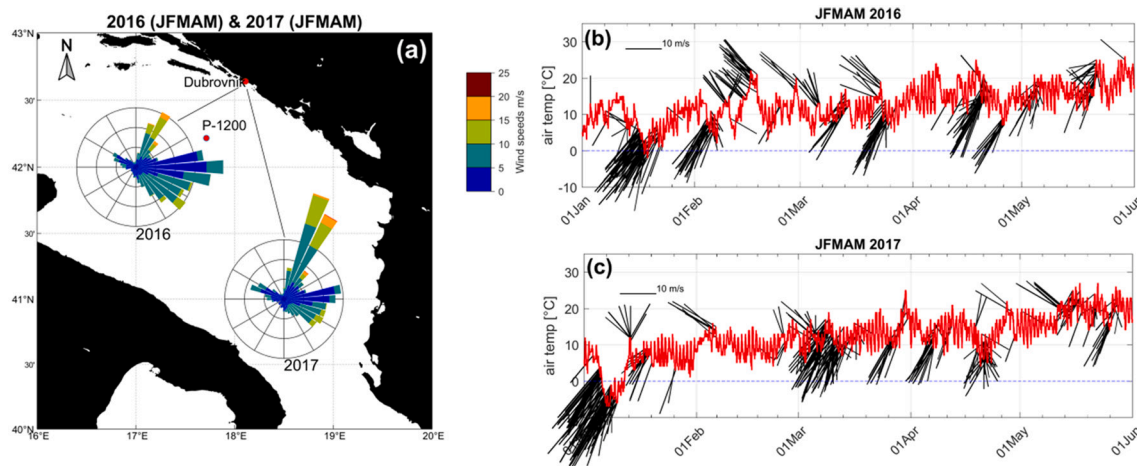 2016 (JFMAM) & 2017 (JFMAM)
43°N
30'
42°N
30'
41°N
30'
16°E
17°E
18°E
19°E
20°E
(a)
N
Dubrovnik
P-1200
2016
2017
25
20
15
10
5
0
Wind speeds m/s
JFMAM 2016
(b)
10 m/s
air temp [°C]
30
20
10
0
-10
01Jan
01Feb
01Mar
01Apr
01May
01Jun
JFMAM 2017
(c)
10 m/s
air temp [°C]
30
20
10
0
01Feb
01Mar
01Apr
01May
01Jun